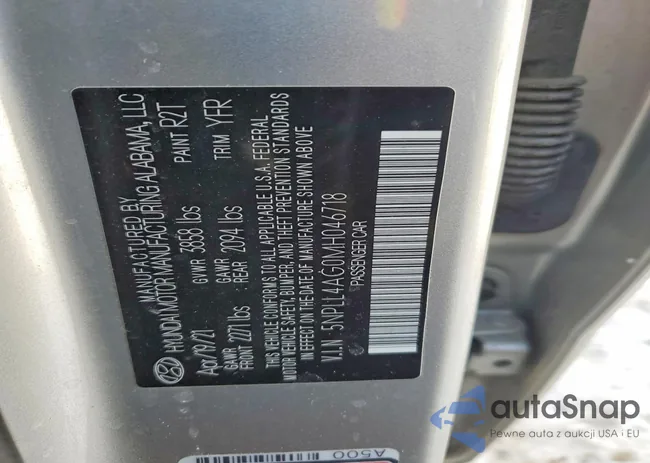 MANUFACTURED BY
HYUNDAI MOTOR MANUFACTURING ALABAMA, LLC
Apr/19/21 GVWR 3858 lbs PAINT R2T
GAWR FRONT 2271 lbs GAWR REAR 2094 lbs TRIM YFR
THIS VEHICLE CONFORMS TO ALL APPLICABLE U.S.A. FEDERAL
MOTOR VEHICLE SAFETY, BUMPER, AND THEFT PREVENTION STANDARDS
IN EFFECT ON THE DATE OF MANUFACTURE SHOWN ABOVE
V.I.N : 5NPLL4AG0MH046718
PASSENGER CAR
A500
autaSnap
Pewne auta z aukcji USA i EU